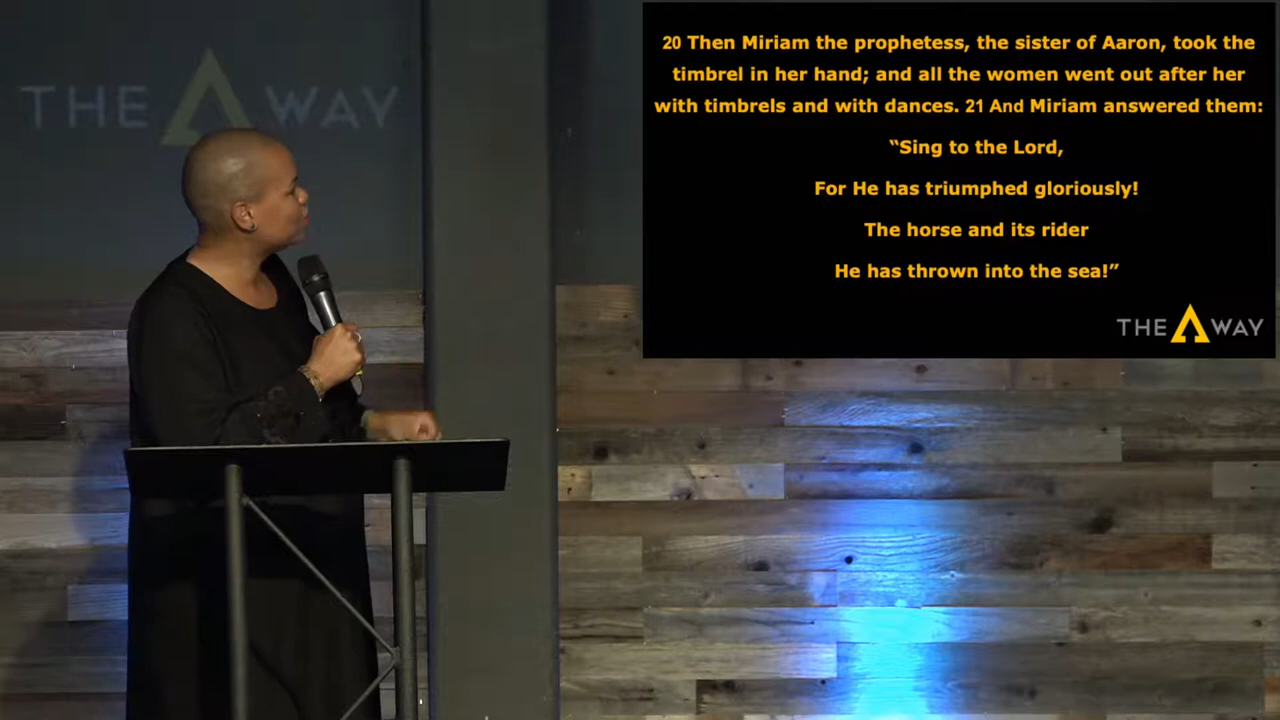 THE WAY
20 Then Miriam the prophetess, the sister of Aaron, took the
timbrel in her hand; and all the women went out after her
with timbrels and with dances. 21 And Miriam answered them:
“Sing to the Lord,
For He has triumphed gloriously!
The horse and its rider
He has thrown into the sea!”
THE WAY